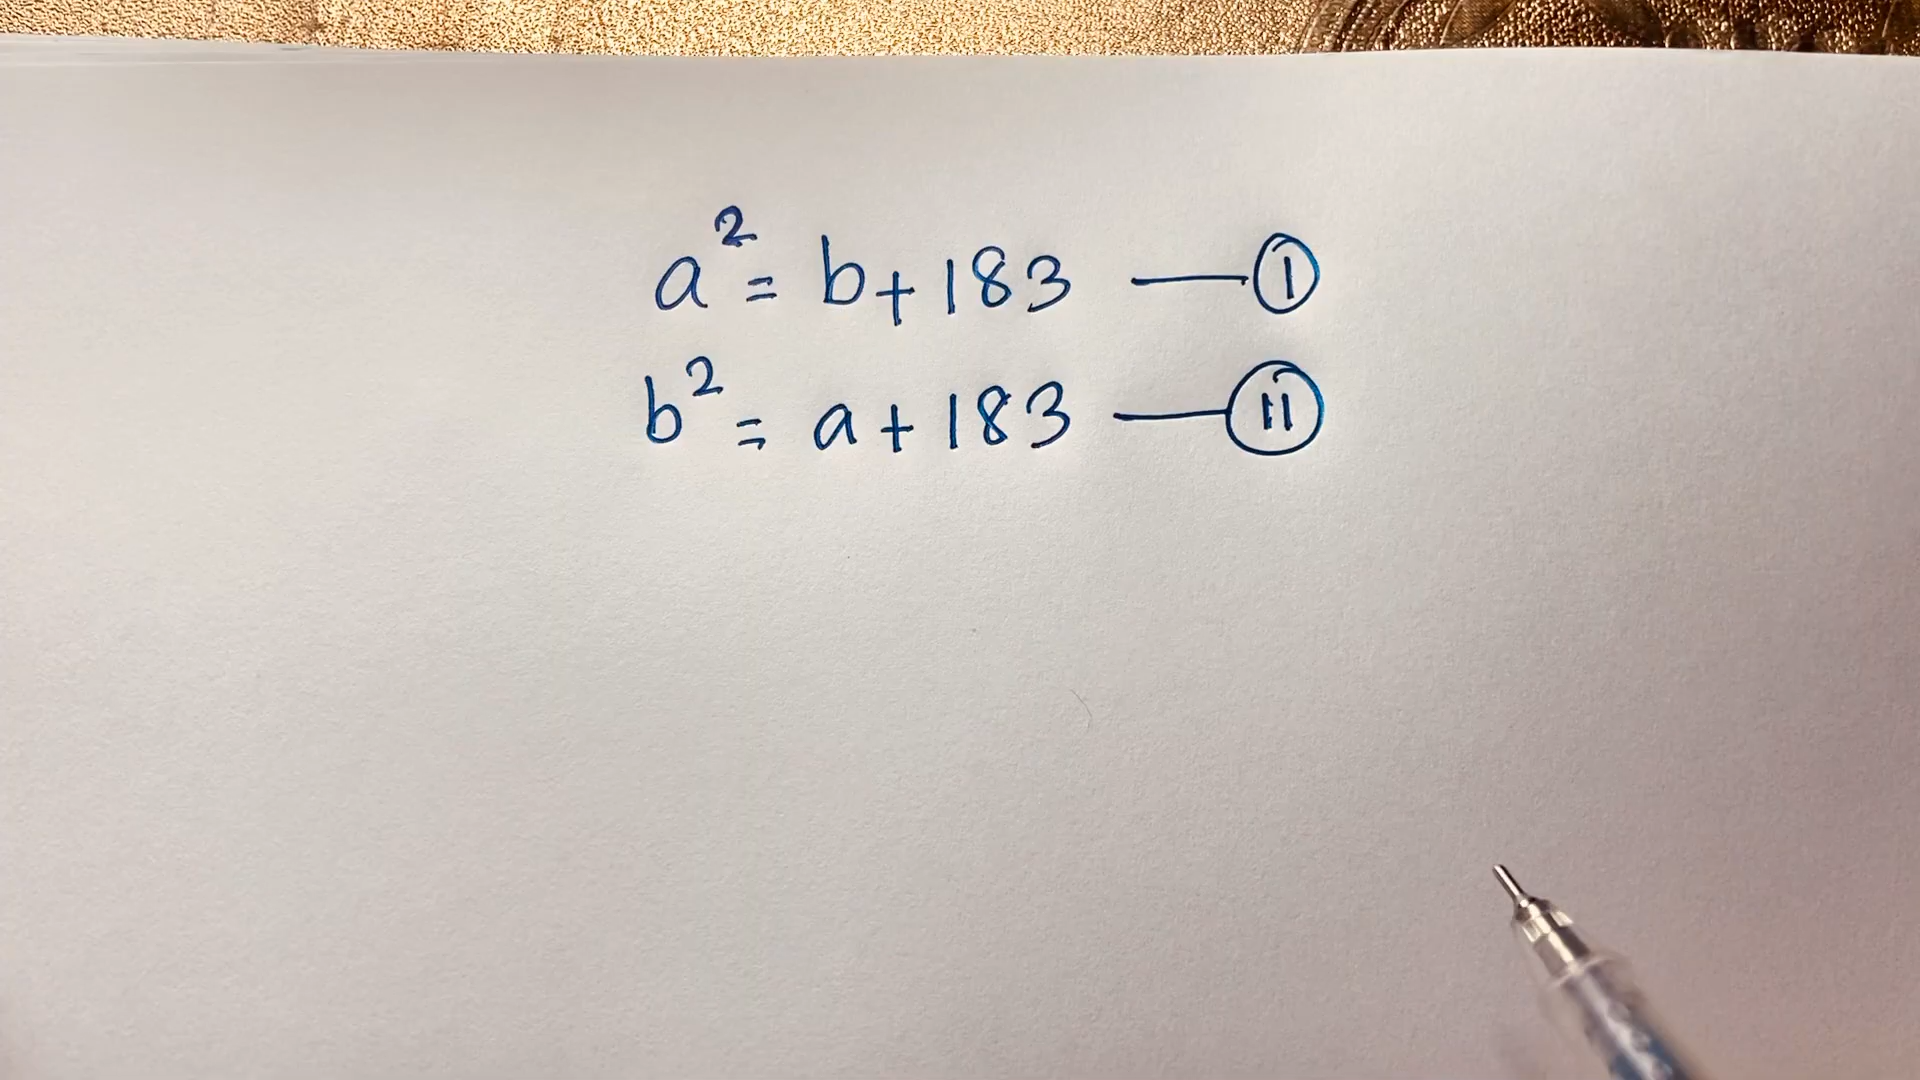 a² = b + 183 — ①
b² = a + 183 — ⑪